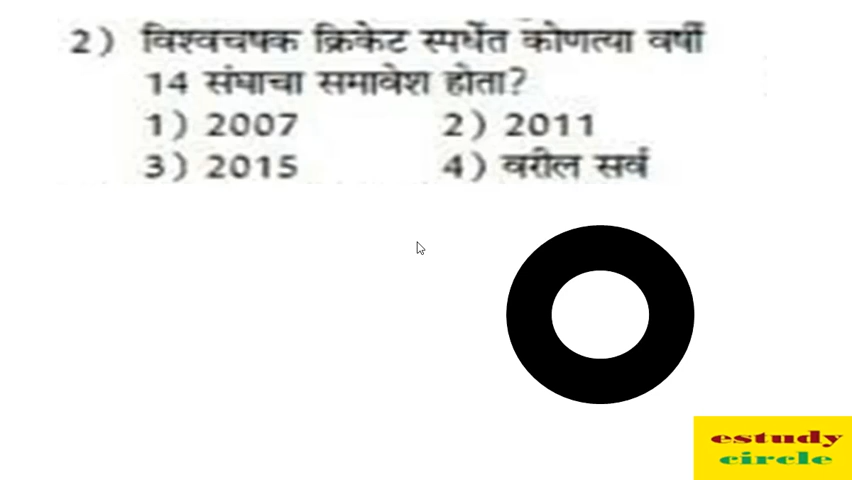 2) विश्वचषक क्रिकेट स्पर्धेत कोणत्या वर्षी
14 संघाचा समावेश होता?
1) 2007 2) 2011
3) 2015 4) वरील सर्व
estudy
circle